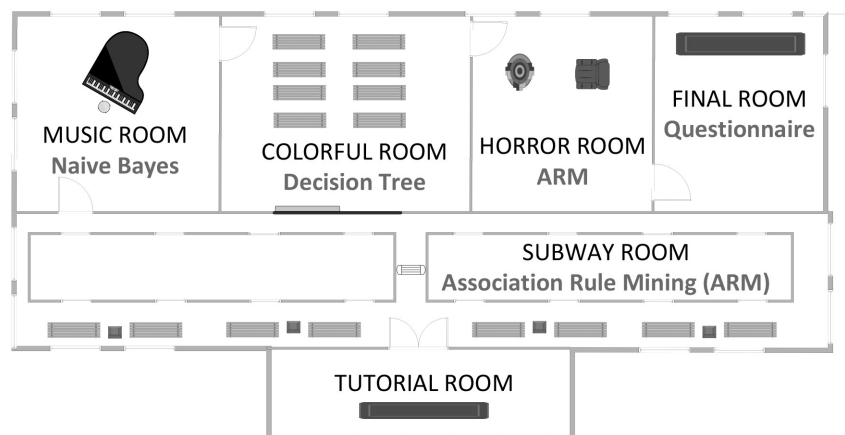 MUSIC ROOM
Naive Bayes
COLORFUL ROOM
Decision Tree
HORROR ROOM
ARM
FINAL ROOM
Questionnaire
SUBWAY ROOM
Association Rule Mining (ARM)
TUTORIAL ROOM